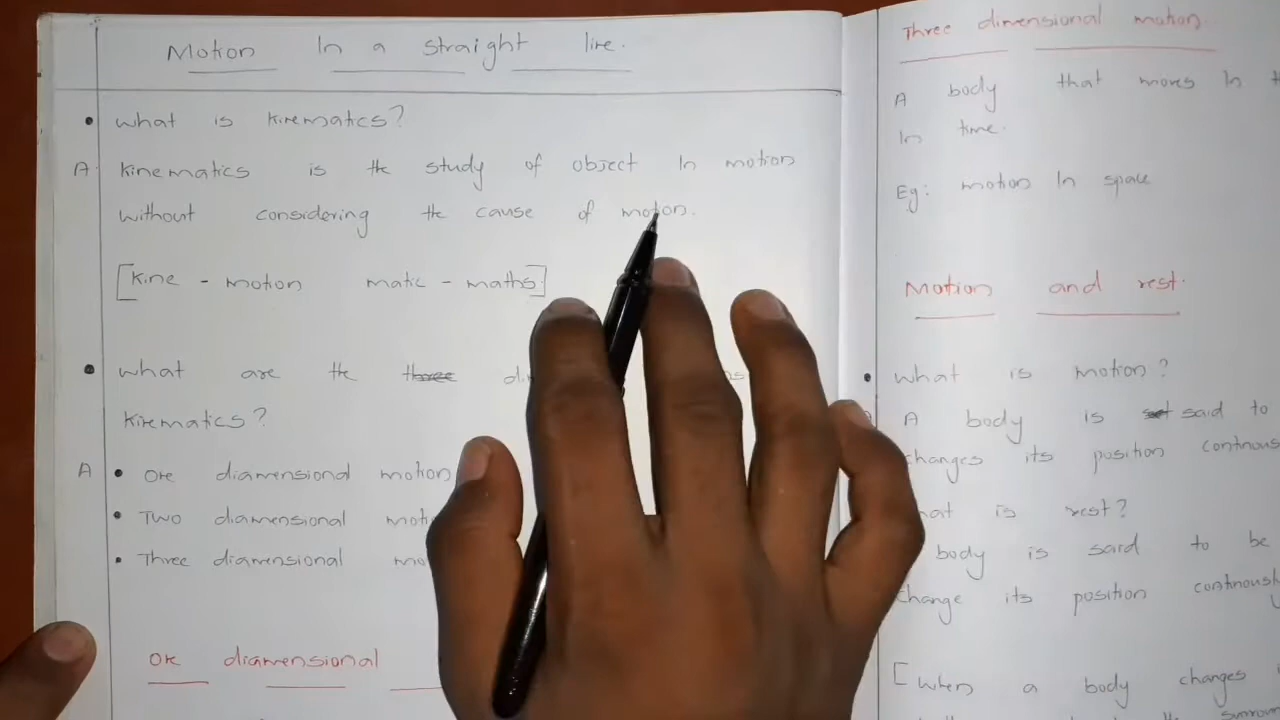 Motion In a straight line.
• What is kinematics?
A. Kinematics is the study of object In motion
without considering the cause of motion.
[Kine - motion matic - maths]
• What are the three
kinematics?
A • One diamensional motion
• Two diamensional
• Three diamensional
One diamensional
Three dimensional motion.
A body that moves In
In time.
Eg: motion In space
Motion and rest.
• What is motion?
A body is set said to
changes its position
is rest?
body is said to be
change its position
[When a body changes